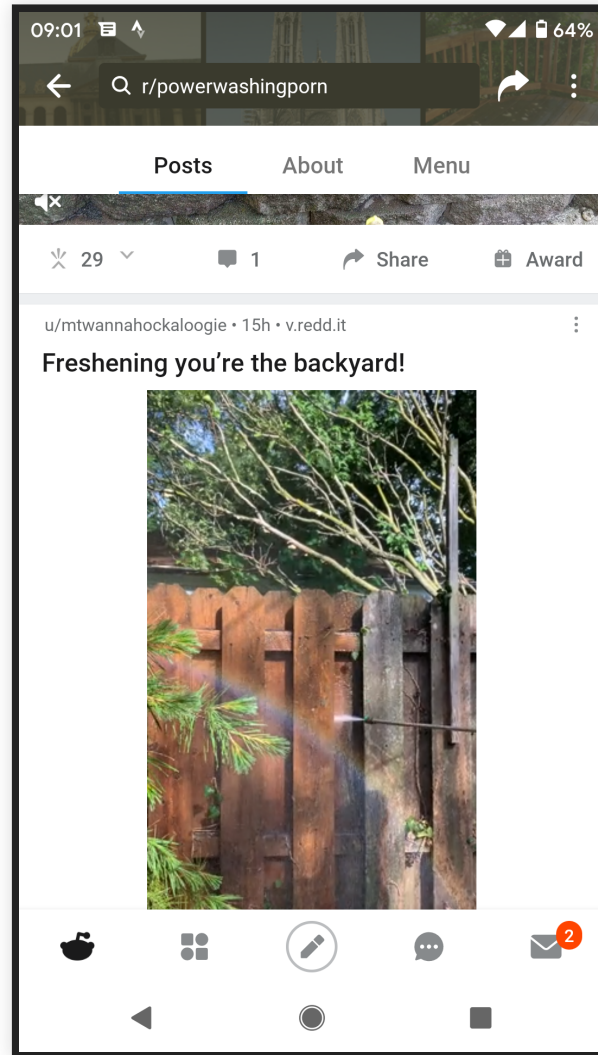 09:01
64%
r/powerwashingporn
Posts About Menu
29 1 Share Award
u/mtwannahockaloogie • 15h • v.redd.it
Freshening you’re the backyard!
2